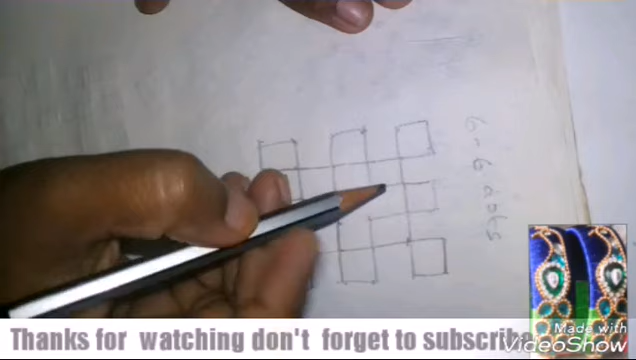 6-6 dots
Thanks for watching don't forget to subscribe
Made with
VideoShow